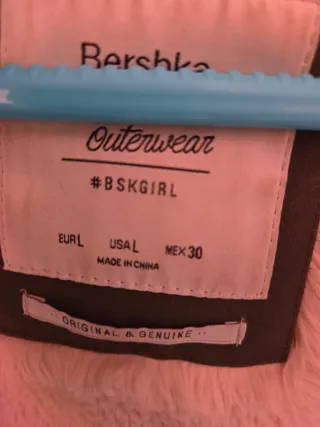 Bershka
Outerwear
#BSKGIRL
EUR L USA L MEX 30
MADE IN CHINA
·· ORIGINAL & GENUINE ··